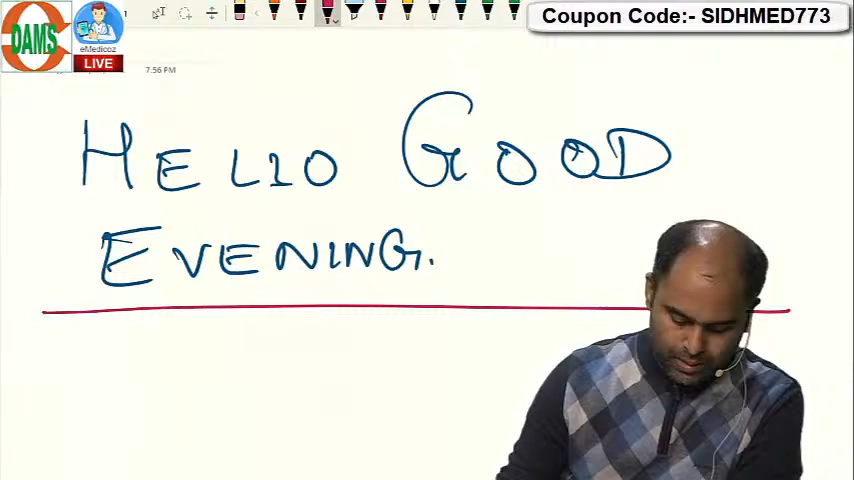 DAMS
eMedicoz
LIVE
Coupon Code:- SIDHMED773
7:56 PM
HELLO GOOD
EVENING.